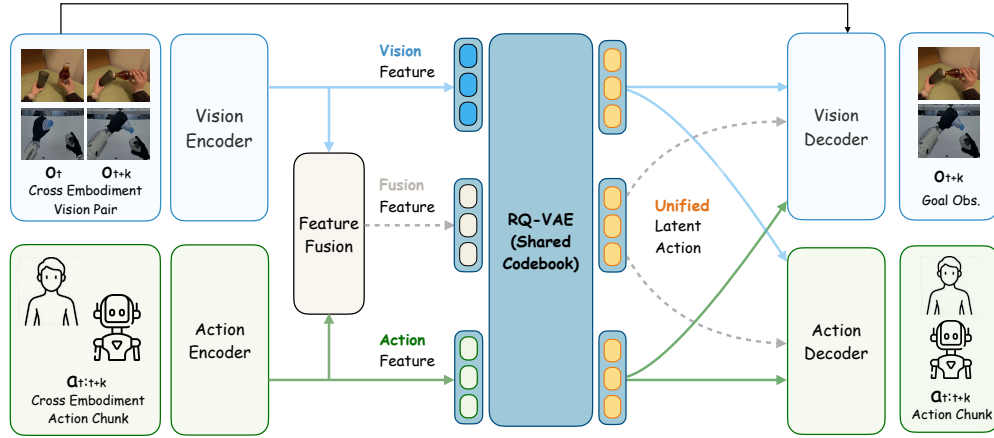 Ot Ot+k
Cross Embodiment
Vision Pair
Vision
Encoder
Vision
Feature
Feature
Fusion
Fusion
Feature
Action
Encoder
at:t+k
Cross Embodiment
Action Chunk
Action
Feature
RQ-VAE
(Shared
Codebook)
Unified
Latent
Action
Vision
Decoder
Ot+k
Goal Obs.
Action
Decoder
at:t+k
Action Chunk